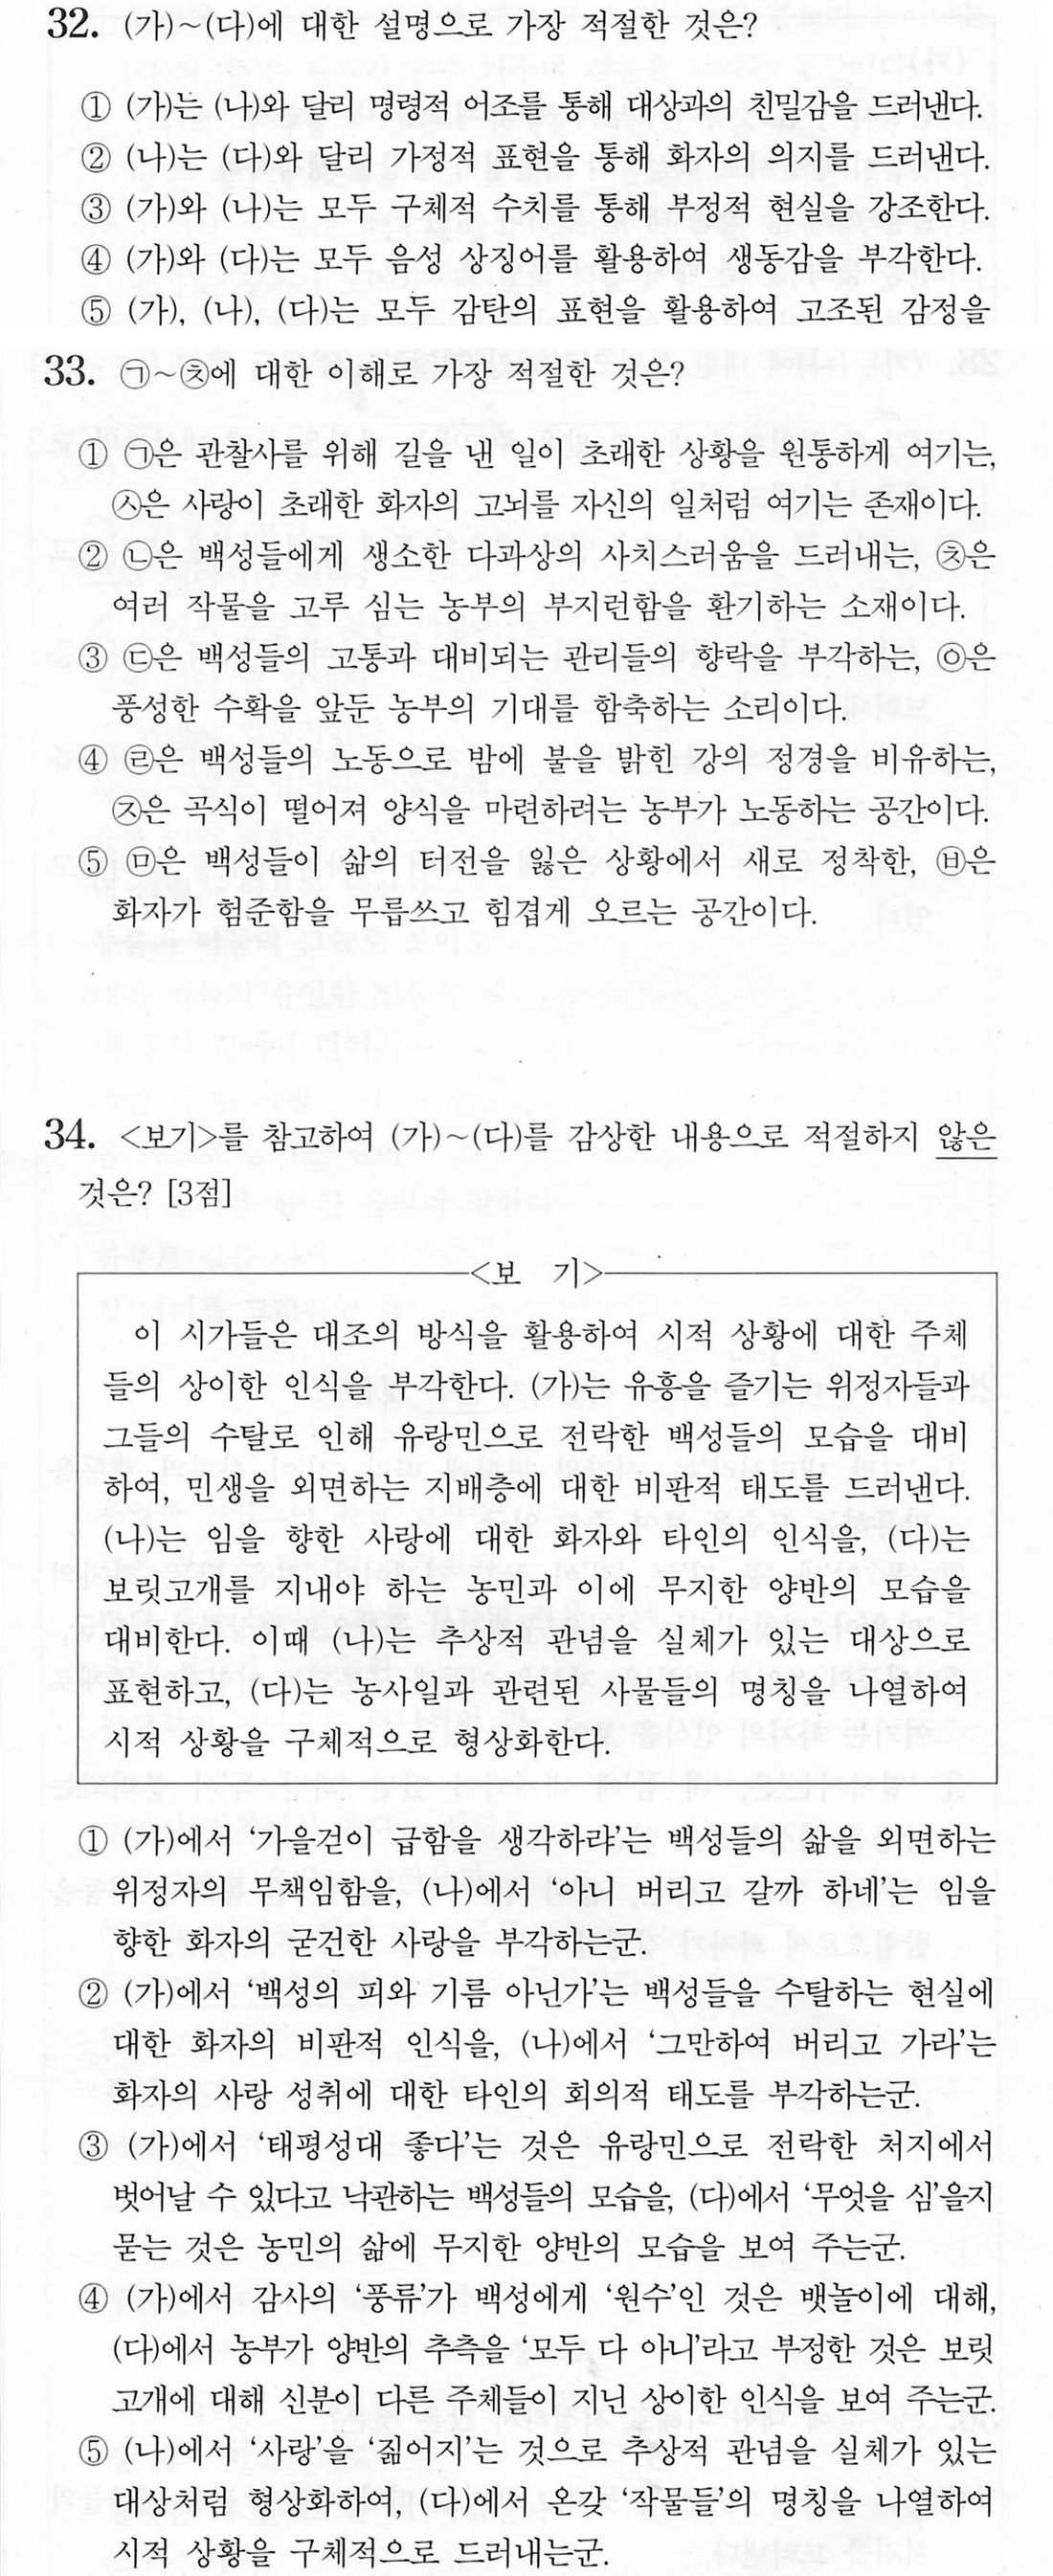 32. (가)~(다)에 대한 설명으로 가장 적절한 것은?
① (가)는 (나)와 달리 명령적 어조를 통해 대상과의 친밀감을 드러낸다.
② (나)는 (다)와 달리 가정적 표현을 통해 화자의 의지를 드러낸다.
③ (가)와 (나)는 모두 구체적 수치를 통해 부정적 현실을 강조한다.
④ (가)와 (다)는 모두 음성 상징어를 활용하여 생동감을 부각한다.
⑤ (가), (나), (다)는 모두 감탄의 표현을 활용하여 고조된 감정을
33. ㉠~㉩에 대한 이해로 가장 적절한 것은?
① ㉠은 관찰사를 위해 길을 낸 일이 초래한 상황을 원통하게 여기는,
㉦은 사랑이 초래한 화자의 고뇌를 자신의 일처럼 여기는 존재이다.
② ㉡은 백성들에게 생소한 다과상의 사치스러움을 드러내는, ㉩은
여러 작물을 고루 심는 농부의 부지런함을 환기하는 소재이다.
③ ㉢은 백성들의 고통과 대비되는 관리들의 향락을 부각하는, ㉧은
풍성한 수확을 앞둔 농부의 기대를 함축하는 소리이다.
④ ㉣은 백성들의 노동으로 밤에 불을 밝힌 강의 정경을 비유하는,
㉨은 곡식이 떨어져 양식을 마련하려는 농부가 노동하는 공간이다.
⑤ ㉤은 백성들이 삶의 터전을 잃은 상황에서 새로 정착한, ㉥은
화자가 험준함을 무릅쓰고 힘겹게 오르는 공간이다.
34. <보기>를 참고하여 (가)~(다)를 감상한 내용으로 적절하지 않은
것은? [3점]
<보 기>
이 시가들은 대조의 방식을 활용하여 시적 상황에 대한 주체
들의 상이한 인식을 부각한다. (가)는 유흥을 즐기는 위정자들과
그들의 수탈로 인해 유랑민으로 전락한 백성들의 모습을 대비
하여, 민생을 외면하는 지배층에 대한 비판적 태도를 드러낸다.
(나)는 임을 향한 사랑에 대한 화자와 타인의 인식을, (다)는
보릿고개를 지내야 하는 농민과 이에 무지한 양반의 모습을
대비한다. 이때 (나)는 추상적 관념을 실체가 있는 대상으로
표현하고, (다)는 농사일과 관련된 사물들의 명칭을 나열하여
시적 상황을 구체적으로 형상화한다.
① (가)에서 ‘가을걷이 급함을 생각하랴’는 백성들의 삶을 외면하는
위정자의 무책임함을, (나)에서 ‘아니 버리고 갈까 하네’는 임을
향한 화자의 굳건한 사랑을 부각하는군.
② (가)에서 ‘백성의 피와 기름 아닌가’는 백성들을 수탈하는 현실에
대한 화자의 비판적 인식을, (나)에서 ‘그만하여 버리고 가라’는
화자의 사랑 성취에 대한 타인의 회의적 태도를 부각하는군.
③ (가)에서 ‘태평성대 좋다’는 것은 유랑민으로 전락한 처지에서
벗어날 수 있다고 낙관하는 백성들의 모습을, (다)에서 ‘무엇을 심’을지
묻는 것은 농민의 삶에 무지한 양반의 모습을 보여 주는군.
④ (가)에서 감사의 ‘풍류’가 백성에게 ‘원수’인 것은 뱃놀이에 대해,
(다)에서 농부가 양반의 추측을 ‘모두 다 아니’라고 부정한 것은 보릿
고개에 대해 신분이 다른 주체들이 지닌 상이한 인식을 보여 주는군.
⑤ (나)에서 ‘사랑’을 ‘짊어지’는 것으로 추상적 관념을 실체가 있는
대상처럼 형상화하여, (다)에서 온갖 ‘작물들’의 명칭을 나열하여
시적 상황을 구체적으로 드러내는군.